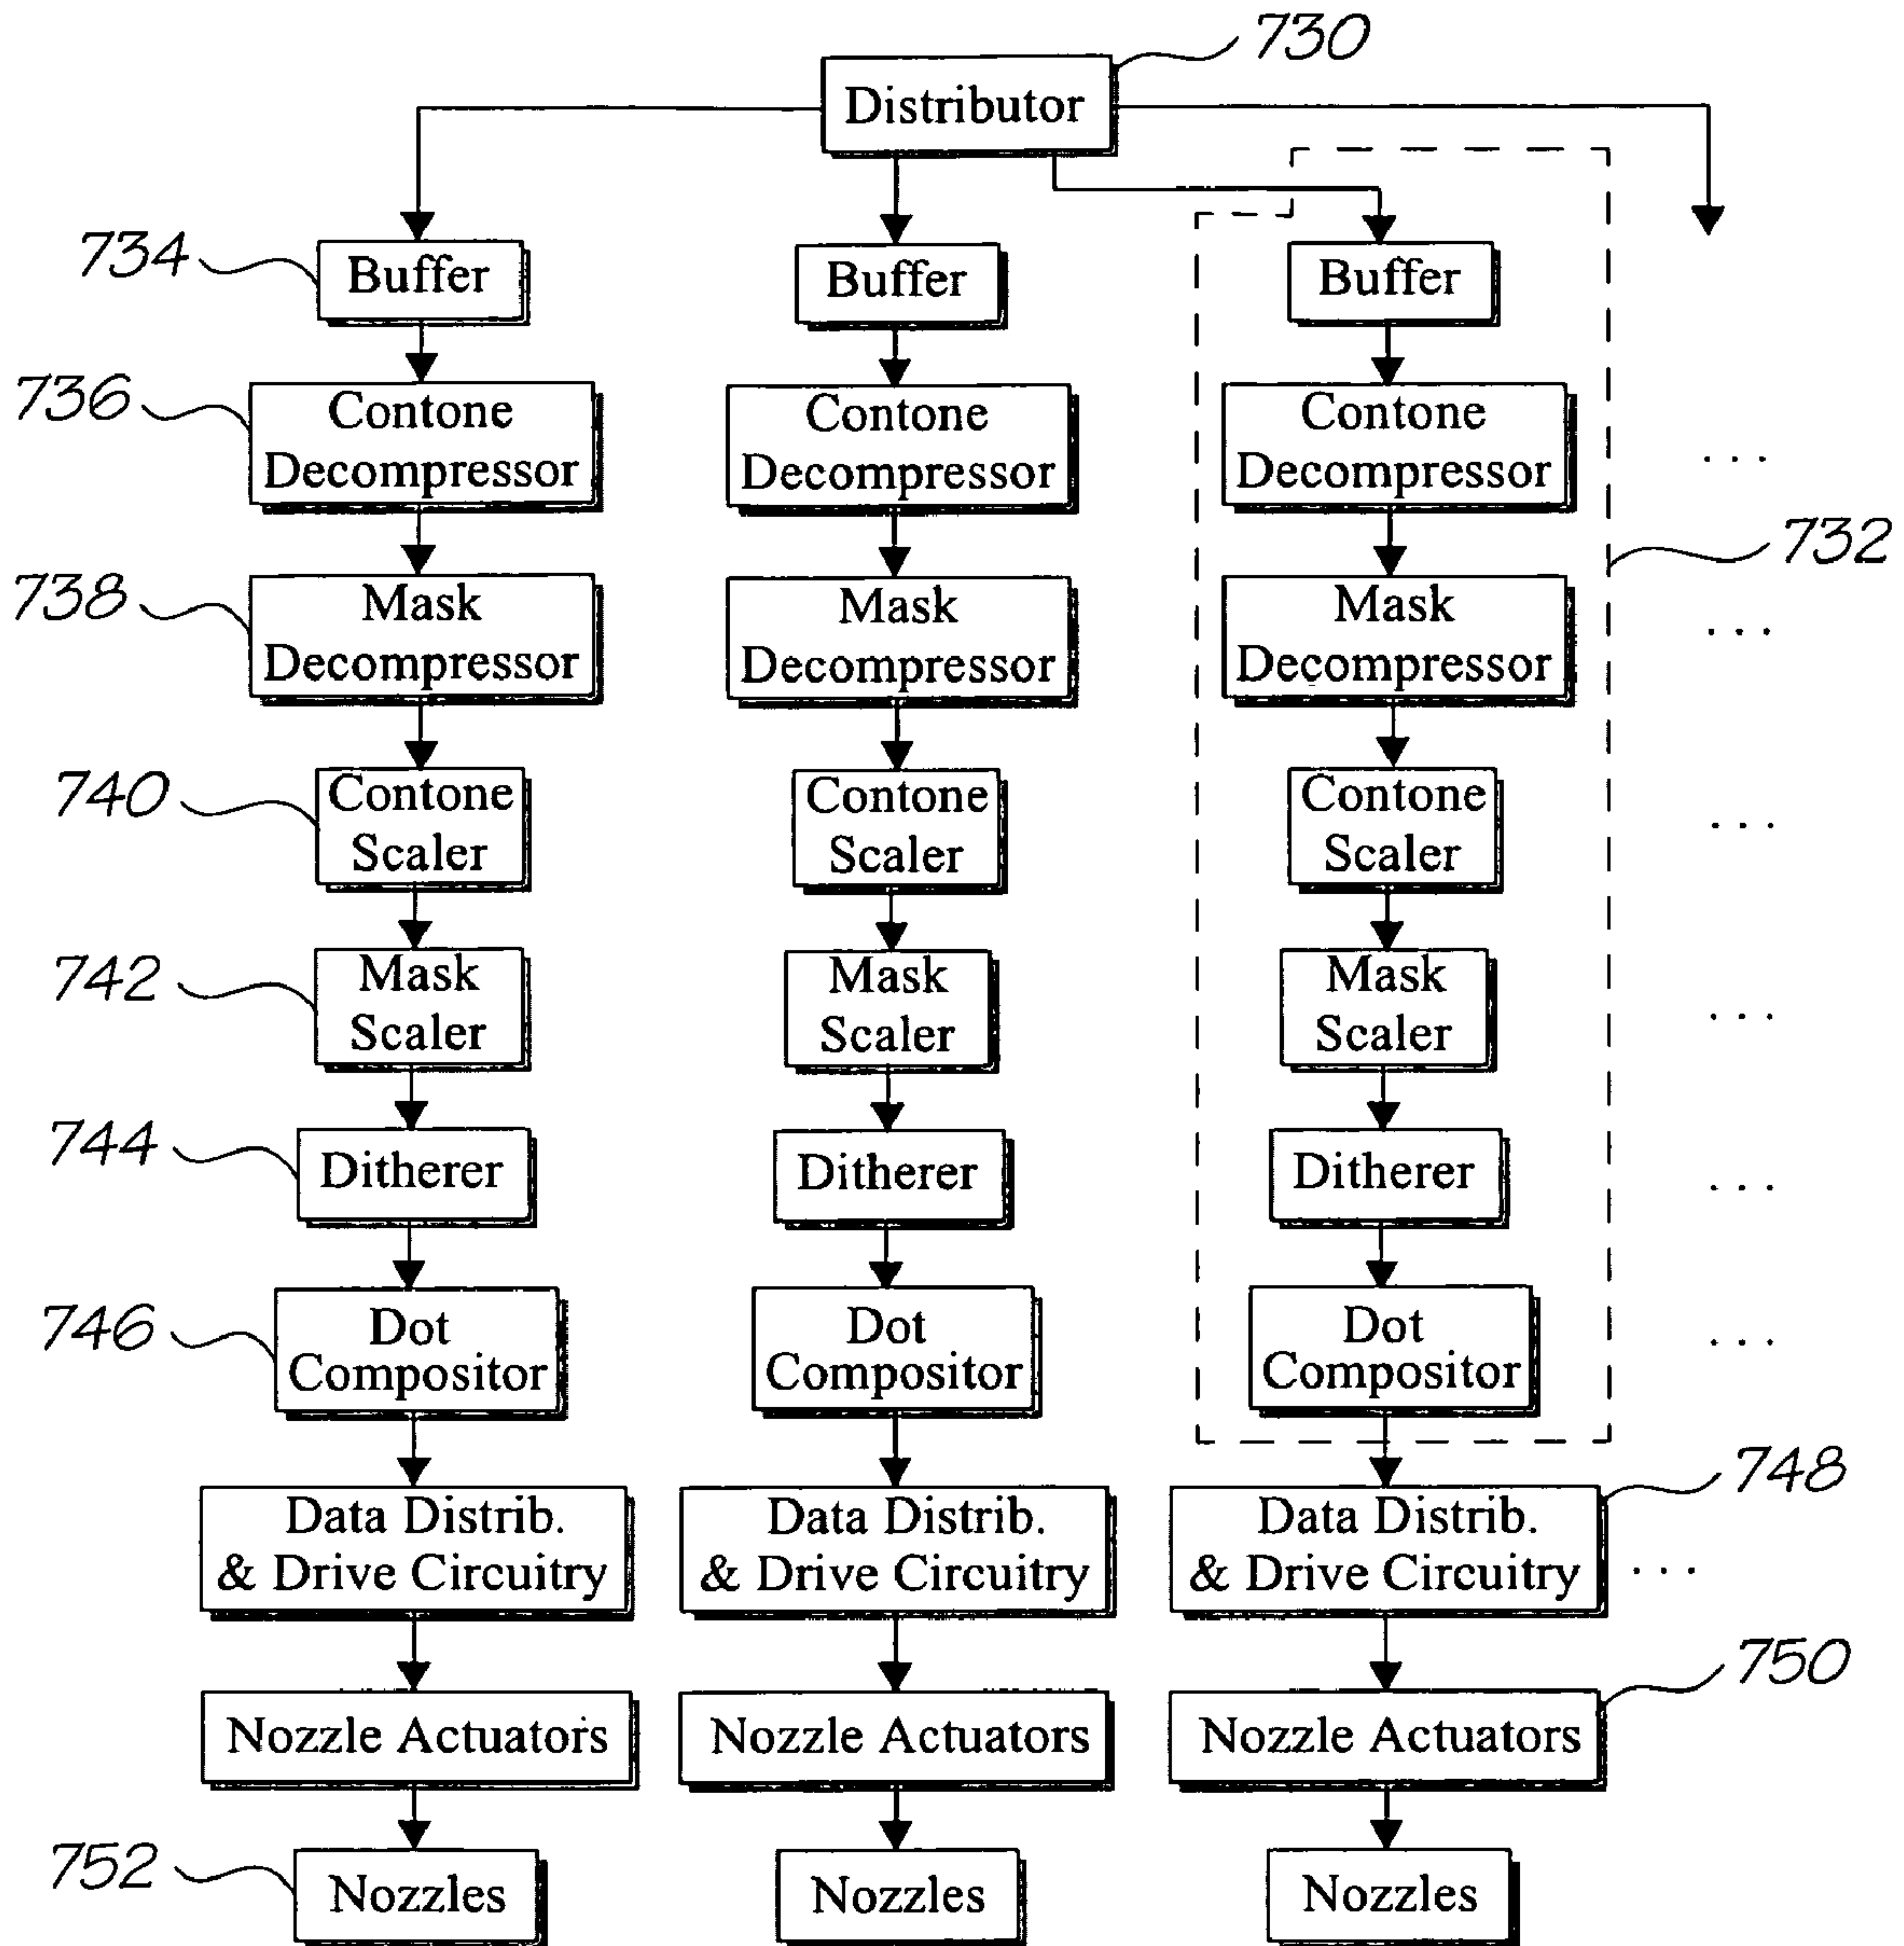 730
Distributor
734
Buffer
Buffer
Buffer
736
Contone
Decompressor
Contone
Decompressor
Contone
Decompressor
. . .
732
738
Mask
Decompressor
Mask
Decompressor
Mask
Decompressor
. . .
740
Contone
Scaler
Contone
Scaler
Contone
Scaler
. . .
742
Mask
Scaler
Mask
Scaler
Mask
Scaler
. . .
744
Ditherer
Ditherer
Ditherer
. . .
746
Dot
Compositor
Dot
Compositor
Dot
Compositor
. . .
Data Distrib.
& Drive Circuitry
Data Distrib.
& Drive Circuitry
Data Distrib.
& Drive Circuitry
748
. . .
Nozzle Actuators
Nozzle Actuators
Nozzle Actuators
750
752
Nozzles
Nozzles
Nozzles